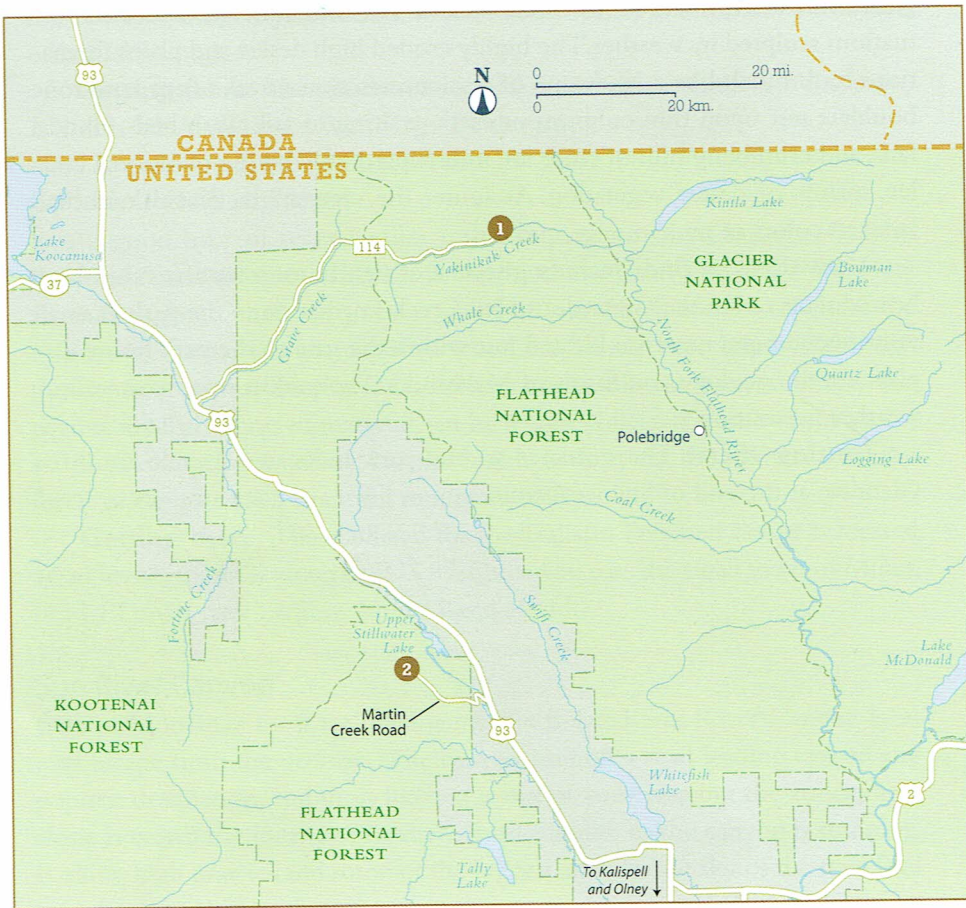 93
N
0
20 mi.
0
20 km.
CANADA
UNITED STATES
Lake
Koocanusa
37
114
1
Yakinikak Creek
Kintla Lake
GLACIER
NATIONAL
PARK
Bowman
Lake
Grave Creek
Whale Creek
North Fork Flathead River
Quartz Lake
93
FLATHEAD
NATIONAL
FOREST
Polebridge
Logging Lake
Coal Creek
Fortine Creek
Swift Creek
Upper
Stillwater
Lake
2
Lake
McDonald
KOOTENAI
NATIONAL
FOREST
Martin
Creek Road
93
Whitefish
Lake
2
FLATHEAD
NATIONAL
FOREST
Tally
Lake
To Kalispell
and Olney